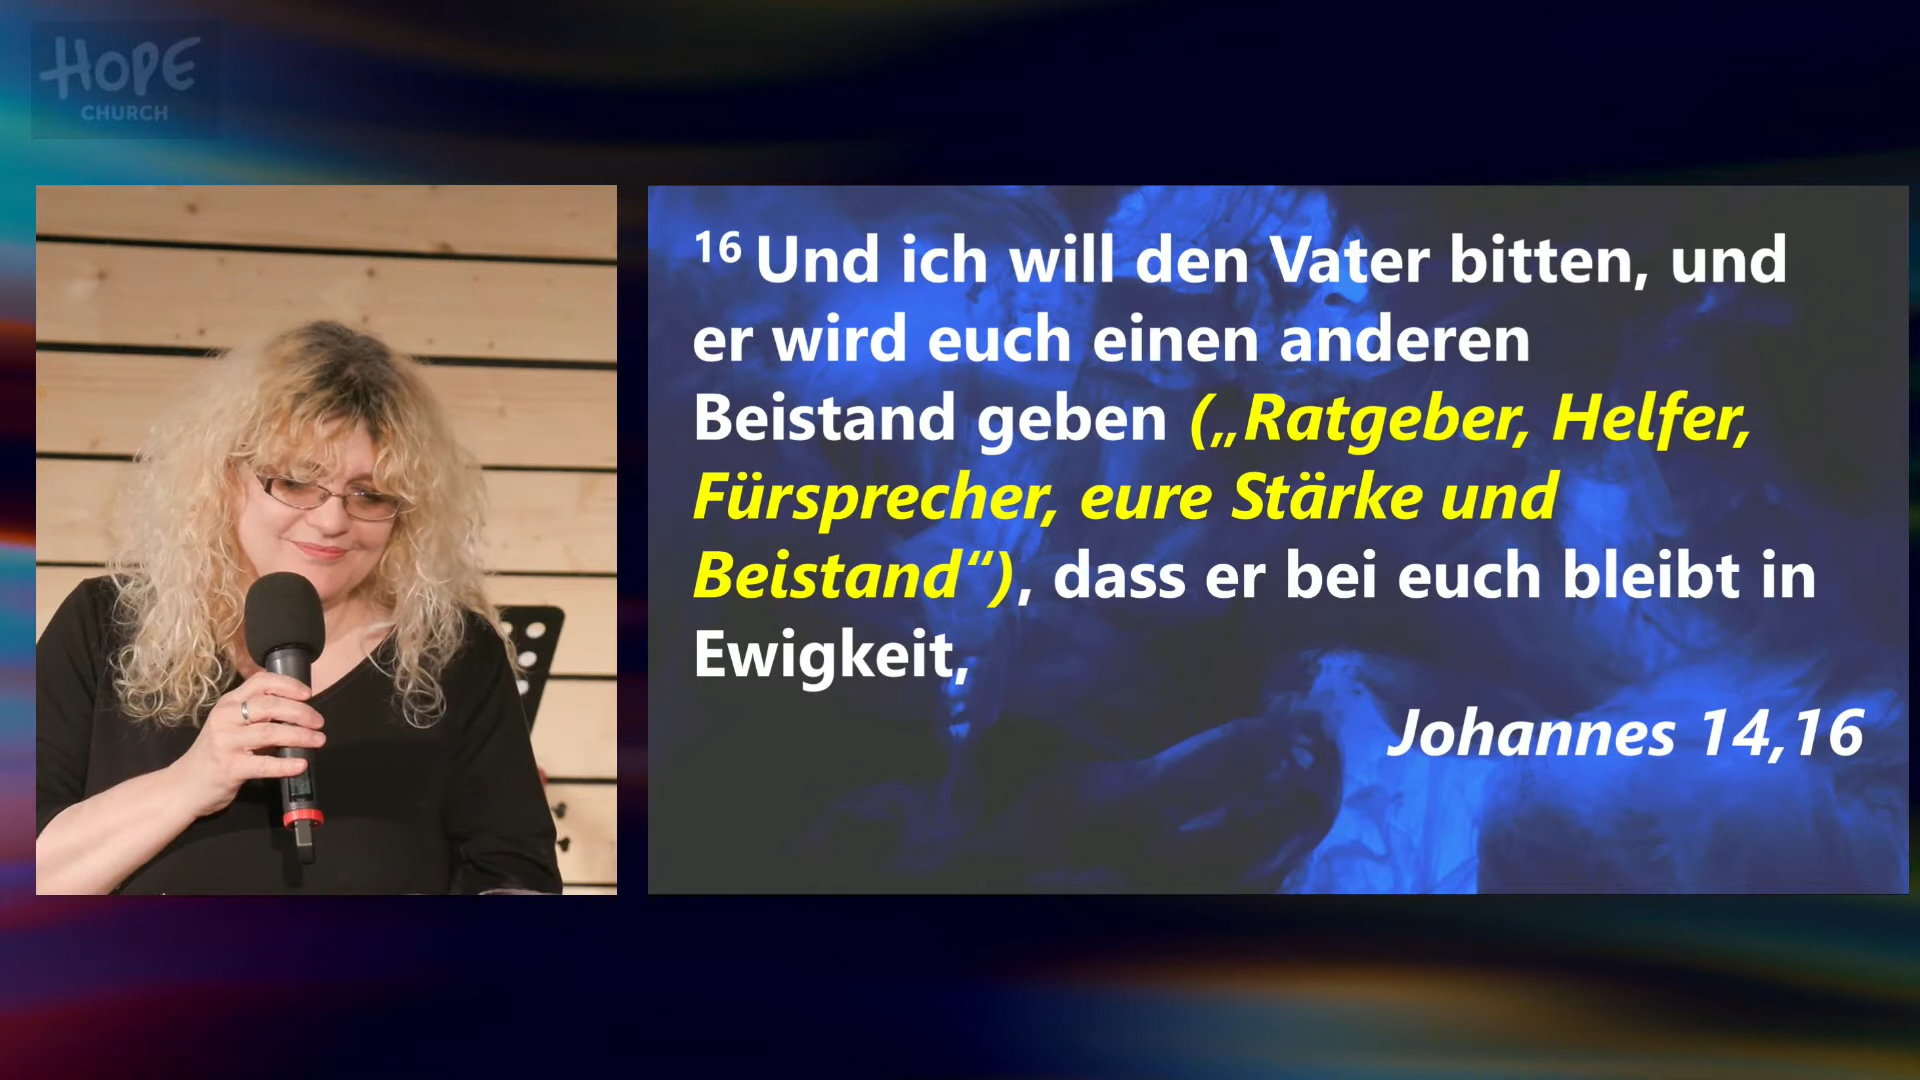 HOPE
CHURCH
16 Und ich will den Vater bitten, und
er wird euch einen anderen
Beistand geben („Ratgeber, Helfer,
Fürsprecher, eure Stärke und
Beistand“), dass er bei euch bleibt in
Ewigkeit,
Johannes 14,16